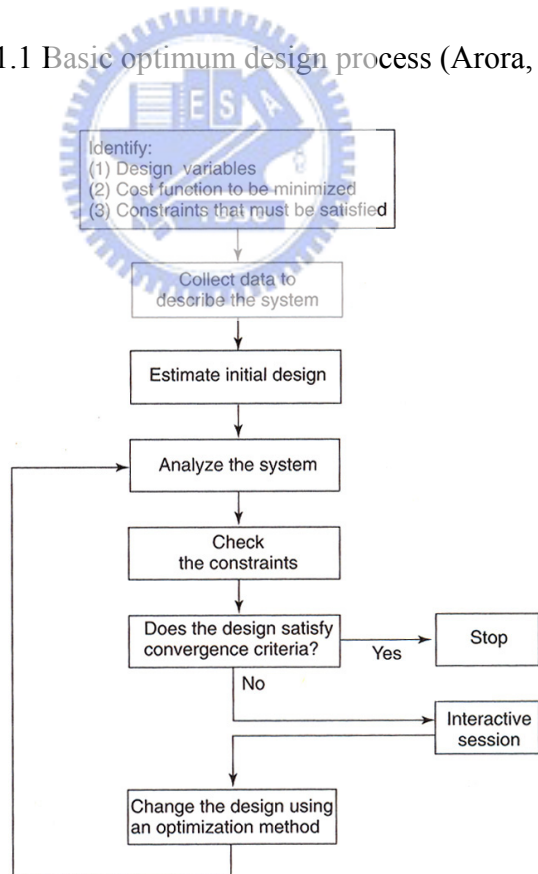 1.1 Basic optimum design process (Arora,
E S A
Identify:
(1) Design variables
(2) Cost function to be minimized
(3) Constraints that must be satisfied
Collect data to
describe the system
Estimate initial design
Analyze the system
Check
the constraints
Does the design satisfy
convergence criteria?
Yes
Stop
No
Interactive
session
Change the design using
an optimization method